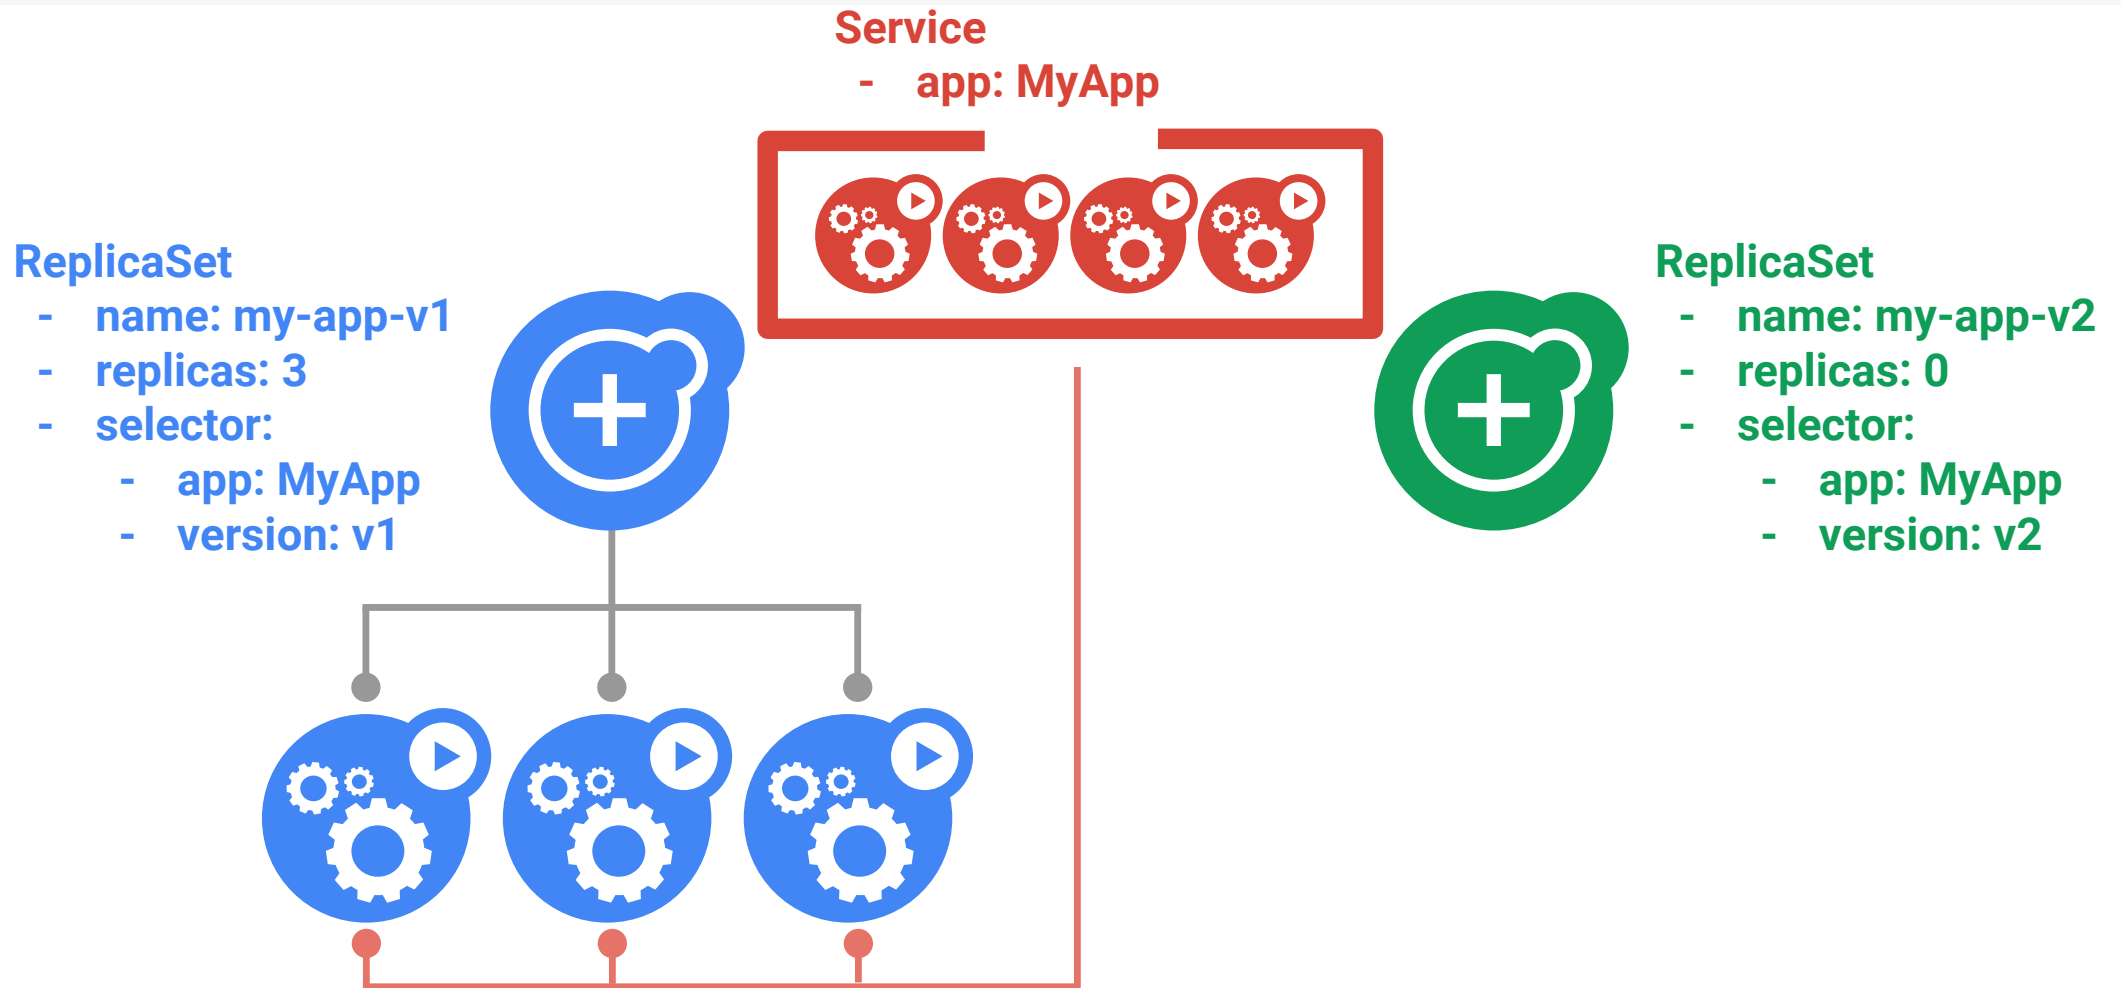 Service
- app: MyApp
ReplicaSet
- name: my-app-v1
- replicas: 3
- selector:
- app: MyApp
- version: v1
ReplicaSet
- name: my-app-v2
- replicas: 0
- selector:
- app: MyApp
- version: v2